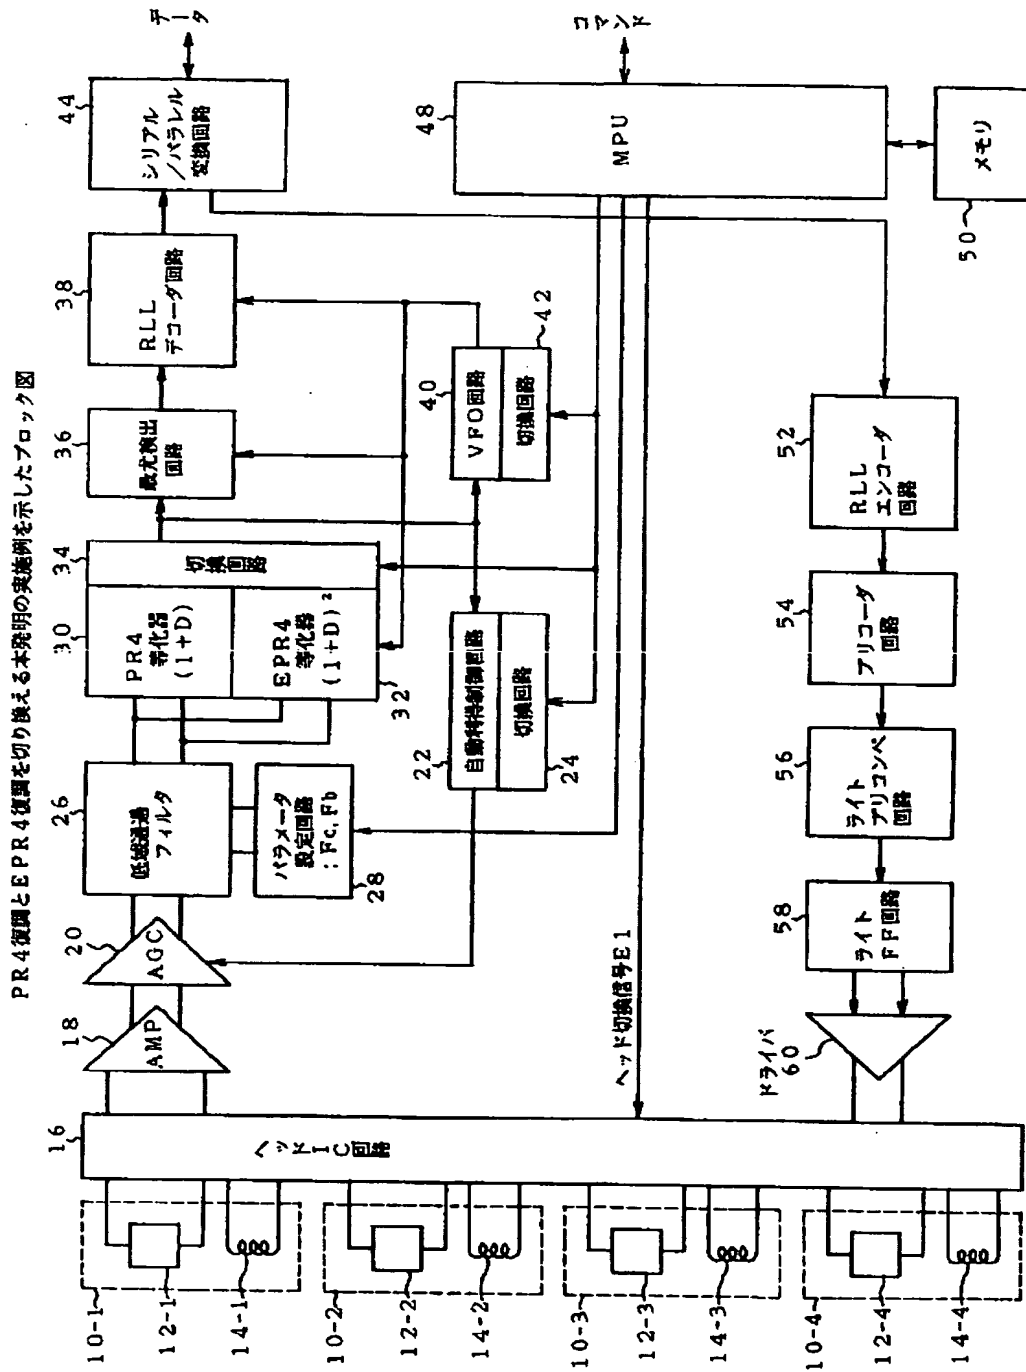 PR4復調とEPR4復調を切り換える本発明の実施例を示したブロック図
10-1
12-1
14-1
10-2
12-2
14-2
10-3
12-3
14-3
10-4
12-4
14-4
16
ヘッドIC回路
18
AMP
20
AGC
26
低域通過
フィルタ
パラメータ
設定回路
:Fc,Fb
28
30
PR4
等化器
(1+D)
EPR4
等化器
(1+D)²
32
34
切換回路
36
最尤検出
回路
38
RLL
デコーダ回路
44
シリアル
/パラレル
変換回路
データ
22
自動利得制御回路
切換回路
24
40
VFO回路
切換回路
42
48
MPU
コマンド
メモリ
50
ヘッド切換信号E1
52
RLL
エンコーダ
回路
54
プリコーダ
回路
56
ライト
プリコンペ
回路
58
ライト
FF回路
ドライバ
60